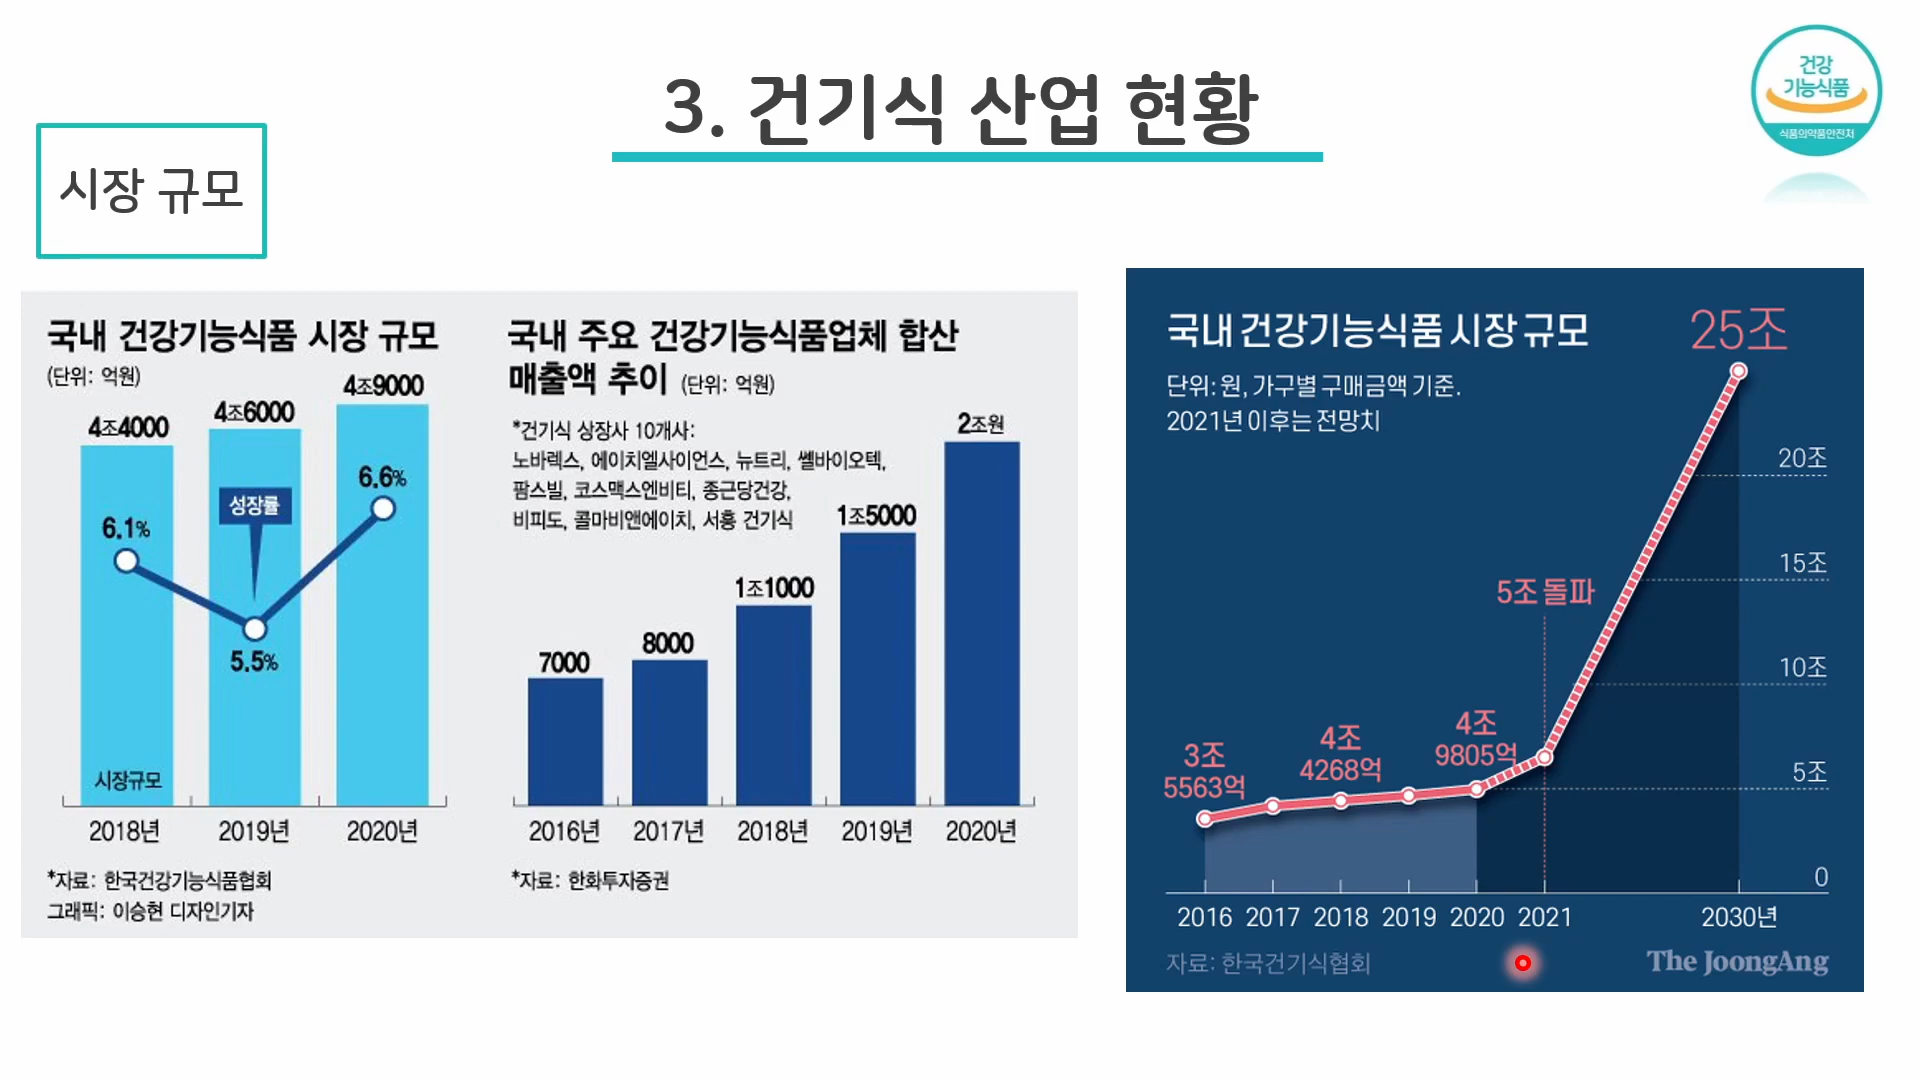 3. 건기식 산업 현황
건강
기능식품
식품의약품안전처
시장 규모
국내 건강기능식품 시장 규모
(단위: 억원)
4조4000
4조6000
4조9000
6.1%
성장률
5.5%
6.6%
시장규모
2018년
2019년
2020년
*자료: 한국건강기능식품협회
그래픽: 이승현 디자인기자
국내 주요 건강기능식품업체 합산
매출액 추이 (단위: 억원)
*건기식 상장사 10개사:
노바렉스, 에이치엘사이언스, 뉴트리, 쎌바이오텍,
팜스빌, 코스맥스엔비티, 종근당건강,
비피도, 콜마비앤에이치, 서흥 건기식
7000
8000
1조1000
1조5000
2조원
2016년
2017년
2018년
2019년
2020년
*자료: 한화투자증권
국내 건강기능식품 시장 규모
단위: 원, 가구별 구매금액 기준.
2021년 이후는 전망치
25조
20조
15조
10조
5조
0
5조 돌파
3조
5563억
4조
4268억
4조
9805억
2016 2017 2018 2019 2020 2021 2030년
자료: 한국건기식협회
The JoongAng